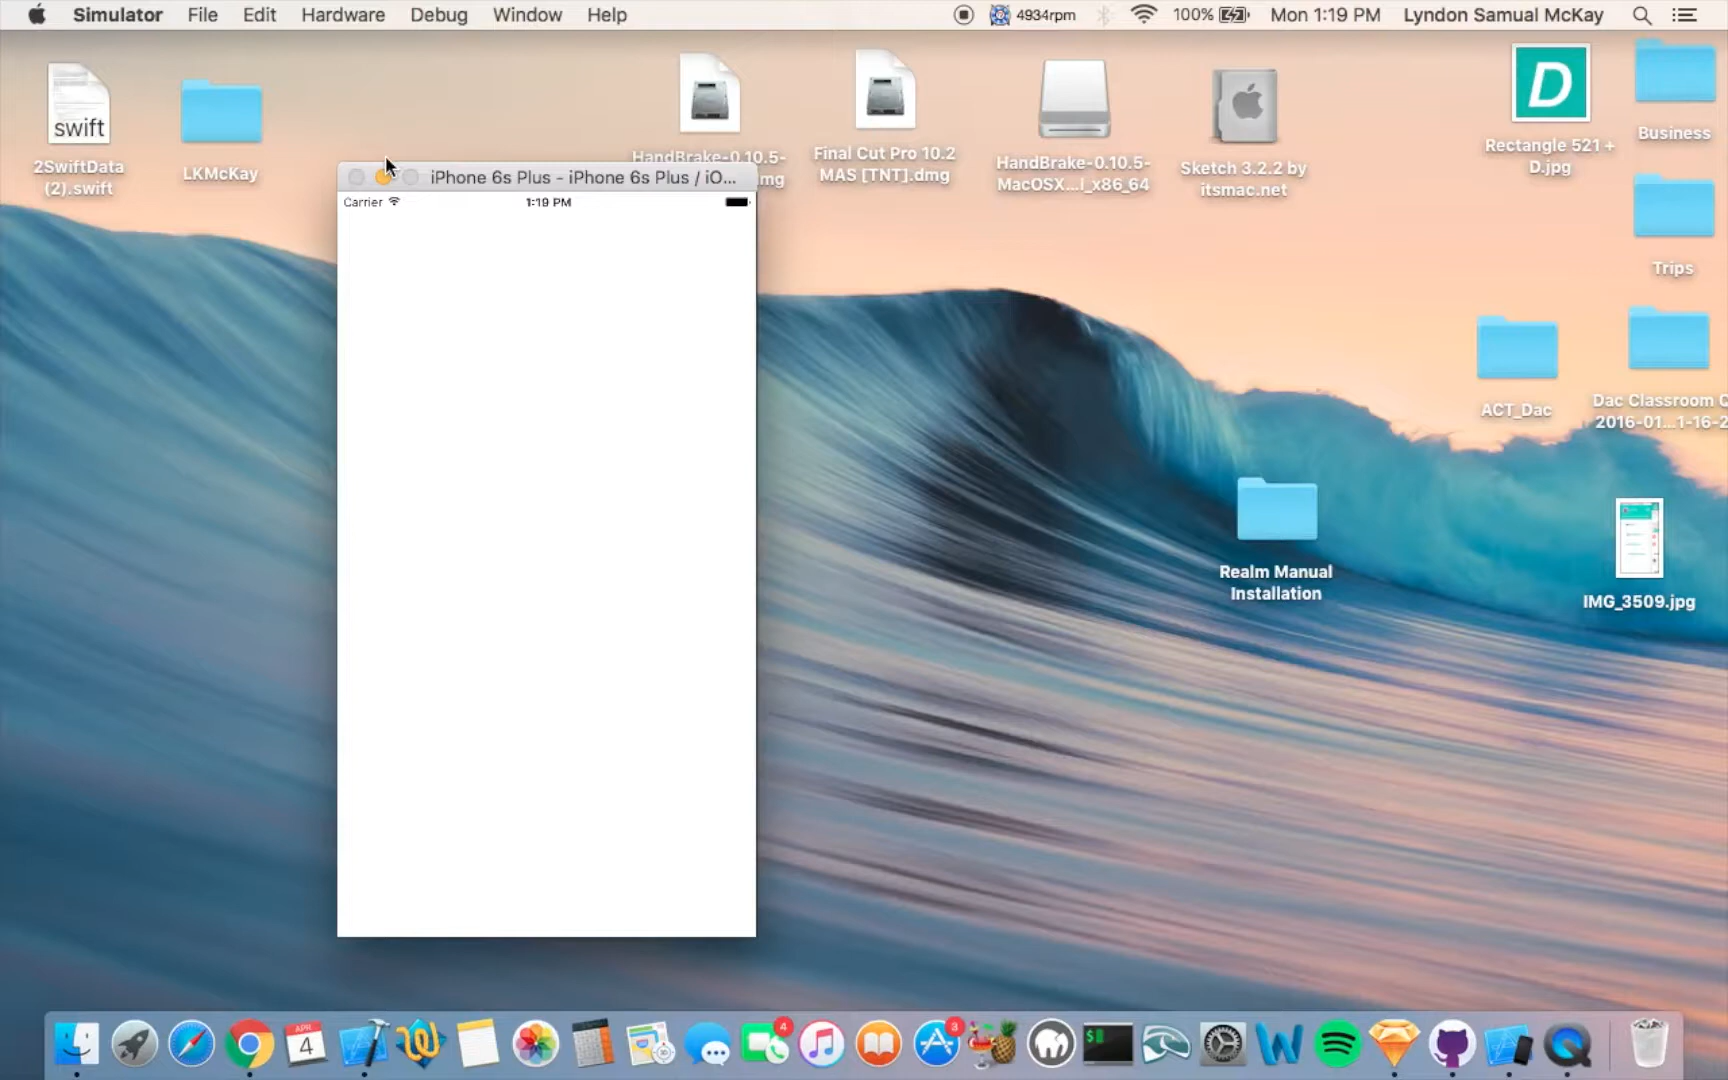 Simulator File Edit Hardware Debug Window Help 4934rpm 100% Mon 1:19 PM Lyndon Samual McKay
swift
2SwiftData
(2).swift
LKMcKay
HandBrake-0.10.5-
mg
Final Cut Pro 10.2
MAS [TNT].dmg
HandBrake-0.10.5-
MacOSX...l_x86_64
Sketch 3.2.2 by
itsmac.net
D
Rectangle 521 +
D.jpg
Business
Trips
ACT_Dac
Dac Classroom
2016-01...1-16-2
Realm Manual
Installation
IMG_3509.jpg
iPhone 6s Plus - iPhone 6s Plus / iO...
Carrier 1:19 PM
APR
4
4
3
$
W